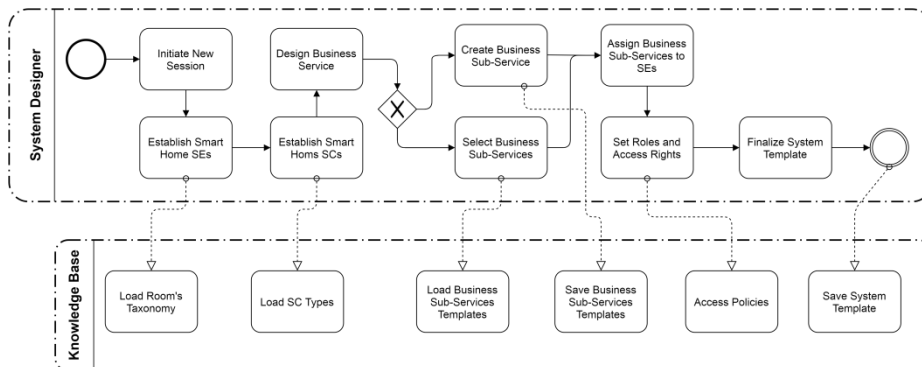 System Designer
Initiate New
Session
Design Business
Service
Create Business
Sub-Service
Assign Business
Sub-Services to
SEs
Establish Smart
Home SEs
Establish Smart
Homs SCs
X
Select Business
Sub-Services
Set Roles and
Access Rights
Finalize System
Template
Knowledge Base
Load Room's
Taxonomy
Load SC Types
Load Business
Sub-Services
Templates
Save Business
Sub-Services
Templates
Access Policies
Save System
Template